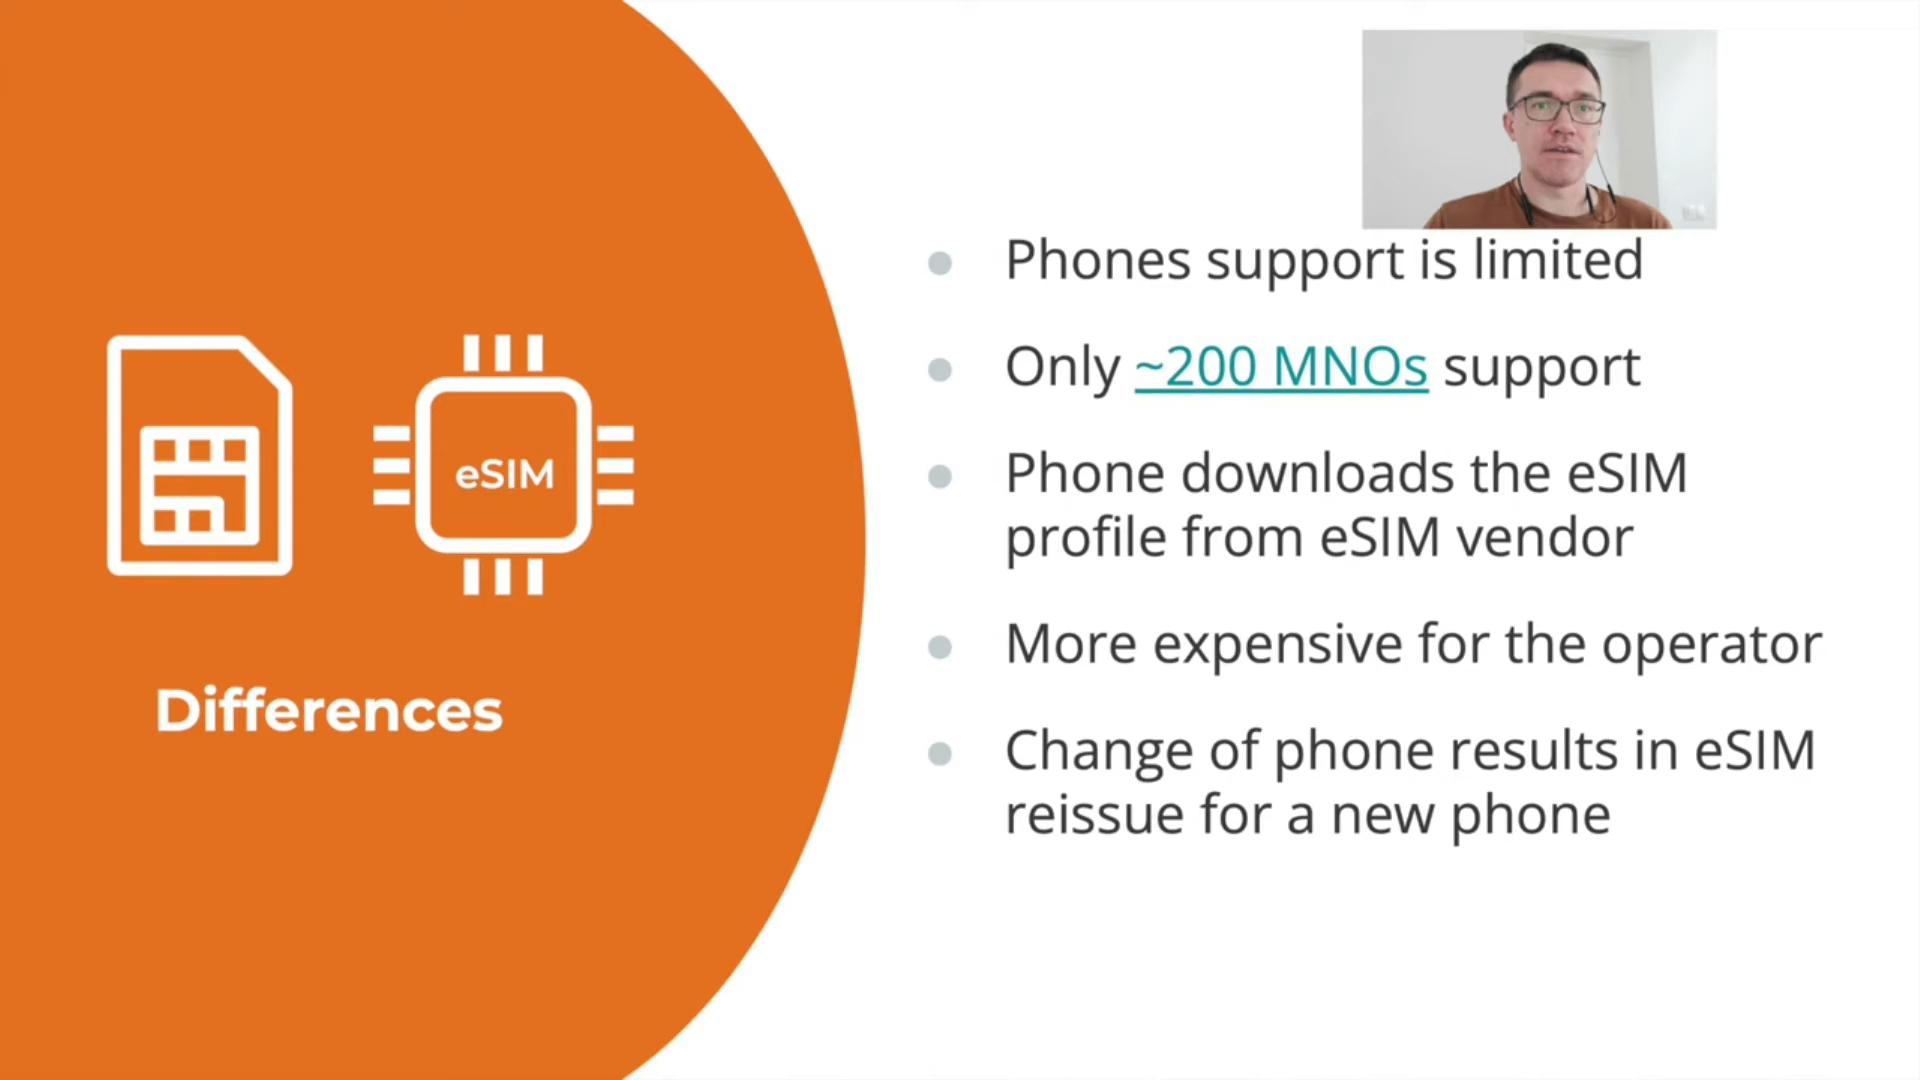 eSIM
Differences
Phones support is limited
Only ~200 MNOs support
Phone downloads the eSIM
profile from eSIM vendor
More expensive for the operator
Change of phone results in eSIM
reissue for a new phone